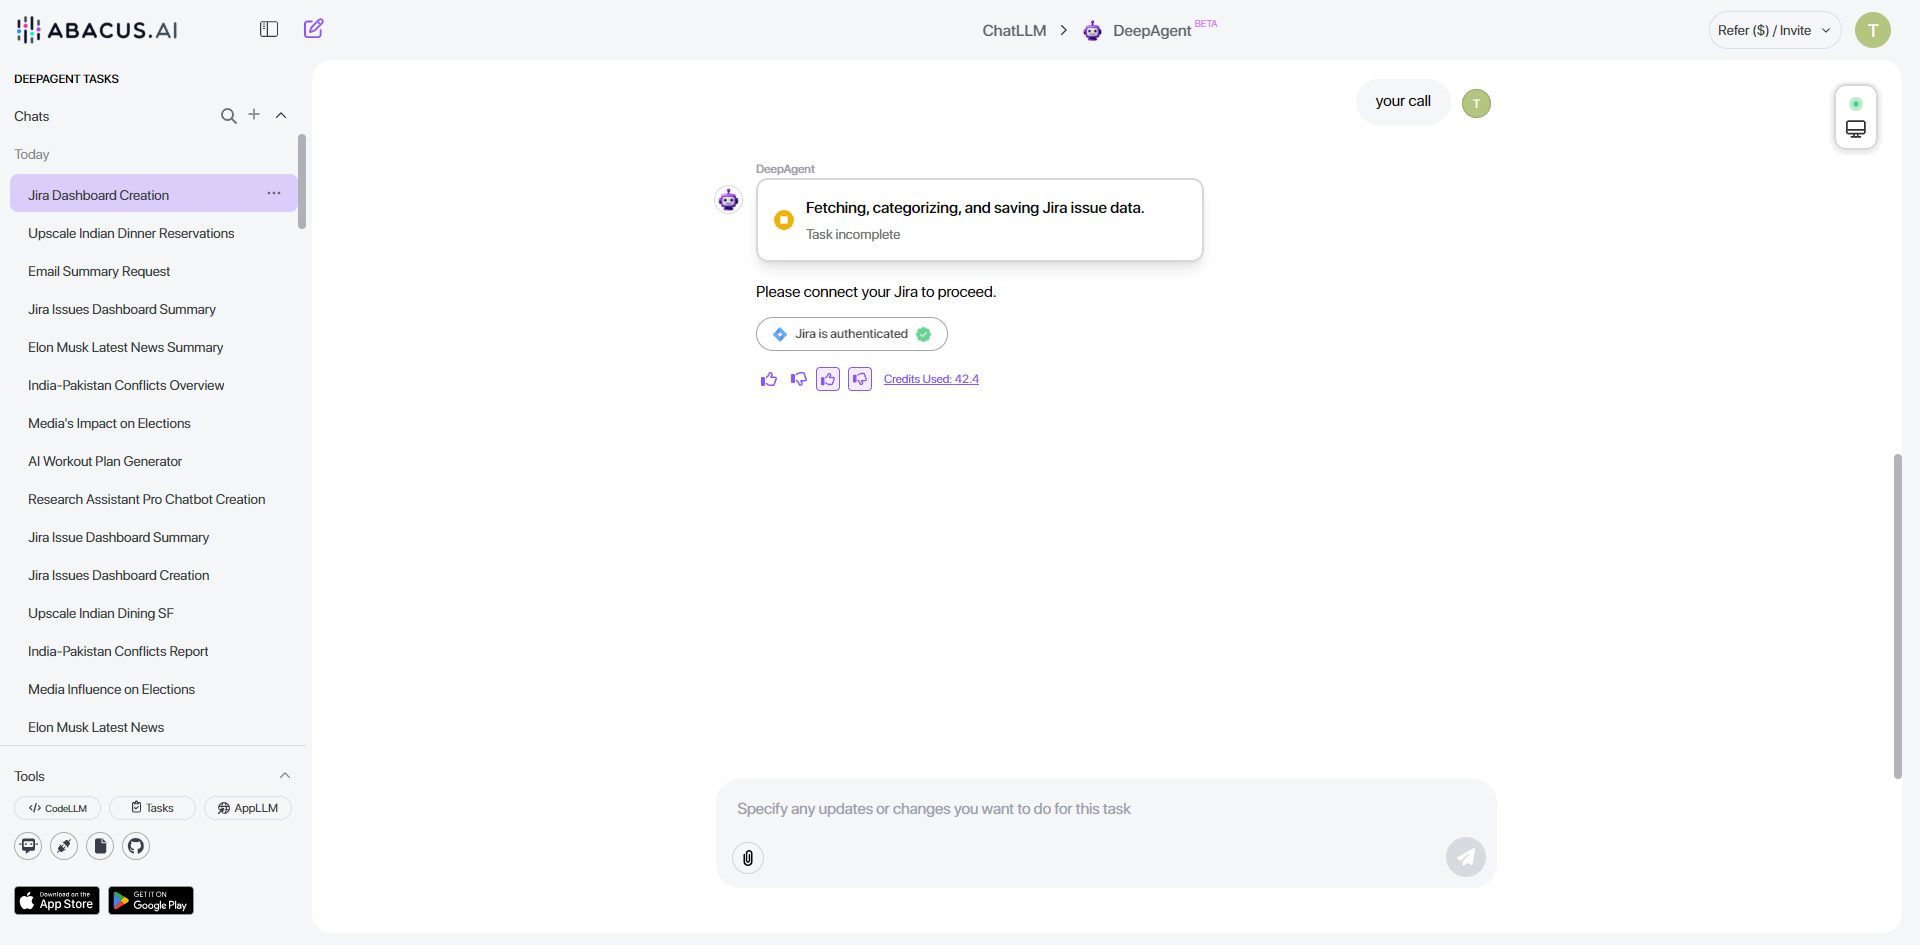 ABACUS.AI
ChatLLM
DeepAgent BETA
Refer ($) / Invite
T
DEEPAGENT TASKS
Chats
Today
Jira Dashboard Creation
Upscale Indian Dinner Reservations
Email Summary Request
Jira Issues Dashboard Summary
Elon Musk Latest News Summary
India-Pakistan Conflicts Overview
Media's Impact on Elections
AI Workout Plan Generator
Research Assistant Pro Chatbot Creation
Jira Issue Dashboard Summary
Jira Issues Dashboard Creation
Upscale Indian Dining SF
India-Pakistan Conflicts Report
Media Influence on Elections
Elon Musk Latest News
Tools
CodeLLM
Tasks
AppLLM
Download on the
App Store
GET IT ON
Google Play
your call
T
DeepAgent
Fetching, categorizing, and saving Jira issue data.
Task incomplete
Please connect your Jira to proceed.
Jira is authenticated
Credits Used: 42.4
Specify any updates or changes you want to do for this task